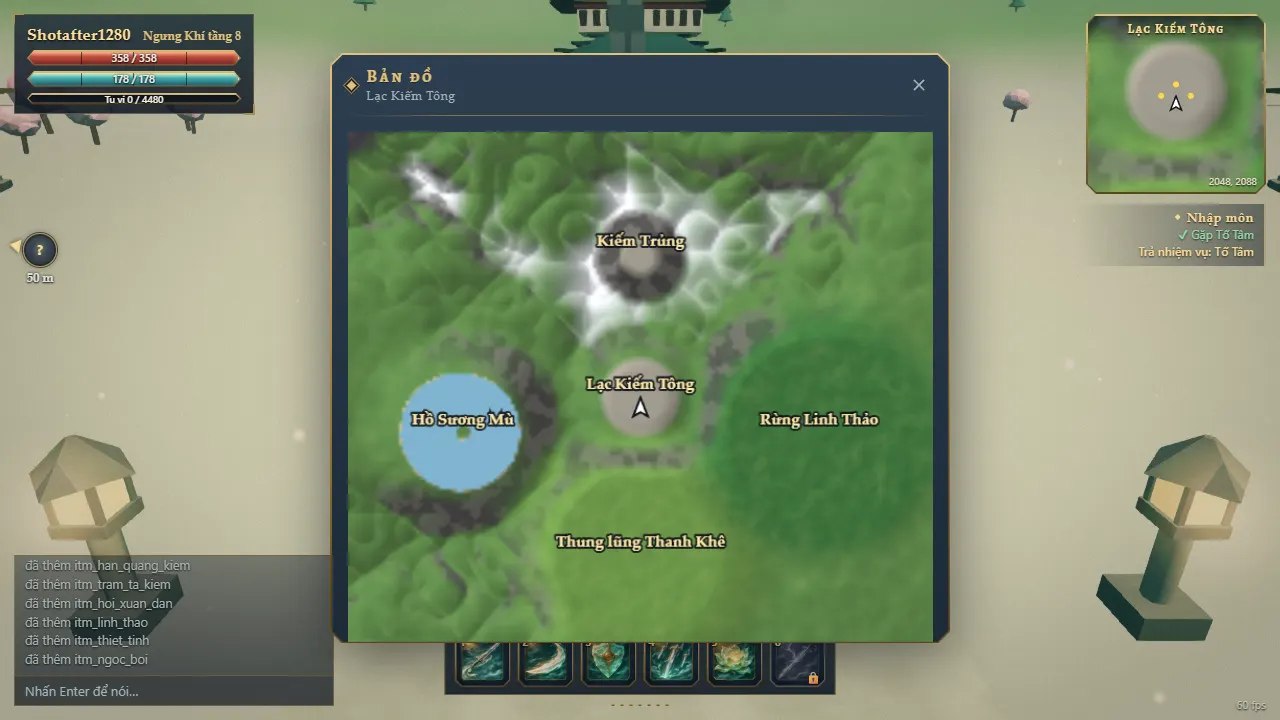 Shotafter1280 Ngưng Khí tầng 8
358 / 358
178 / 178
Tu vi 0 / 4480
?
50 m
Bản đồ
Lạc Kiếm Tông
Kiếm Trủng
Lạc Kiếm Tông
Hồ Sương Mù
Rừng Linh Thảo
Thung lũng Thanh Khê
Lạc Kiếm Tông
2048, 2088
Nhập môn
✓ Gặp Tố Tâm
Trả nhiệm vụ: Tố Tâm
đã thêm itm_han_quang_kiem
đã thêm itm_tram_ta_kiem
đã thêm itm_hoi_xuan_dan
đã thêm itm_linh_thao
đã thêm itm_thiet_tinh
đã thêm itm_ngoc_boi
Nhấn Enter để nói...
60 fps